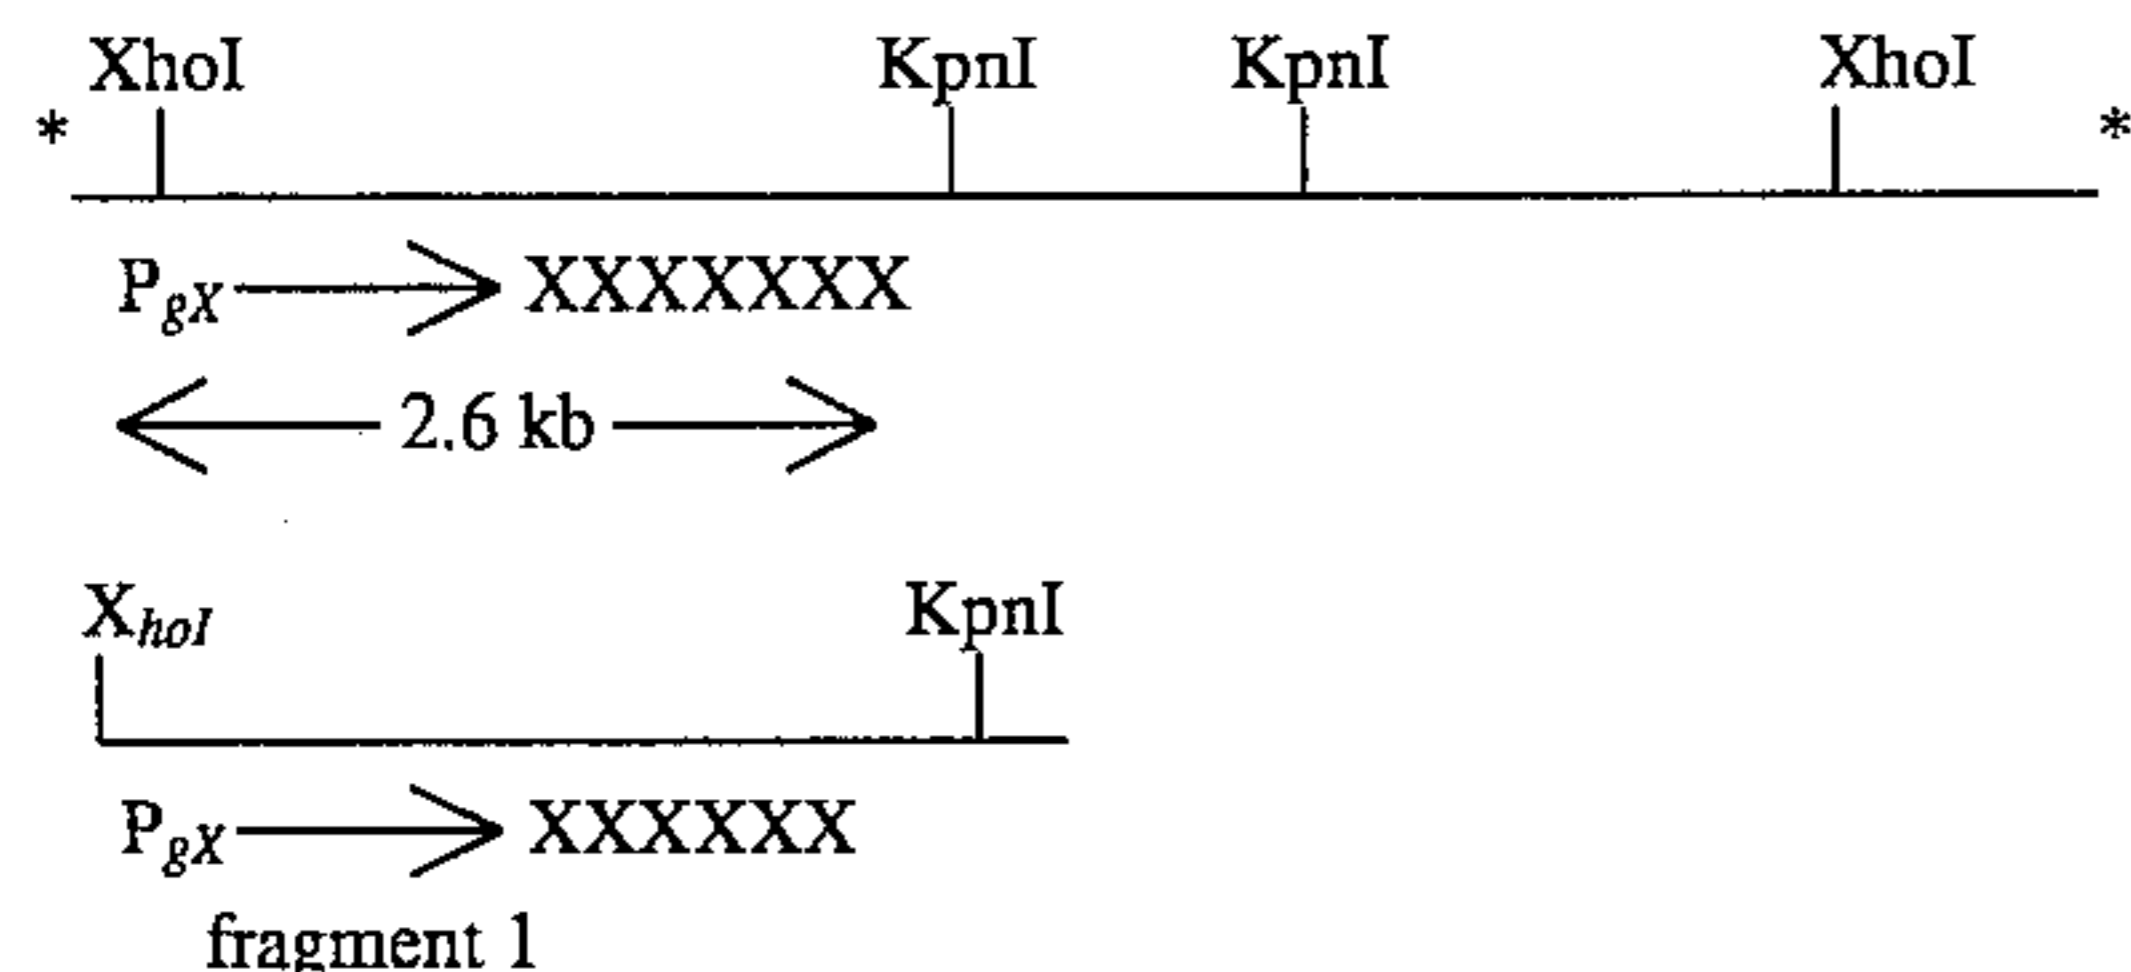 XhoI KpnI KpnI XhoI
* *
PgX XXXXXXX
2.6 kb
XhoI KpnI
PgX XXXXXX
fragment 1